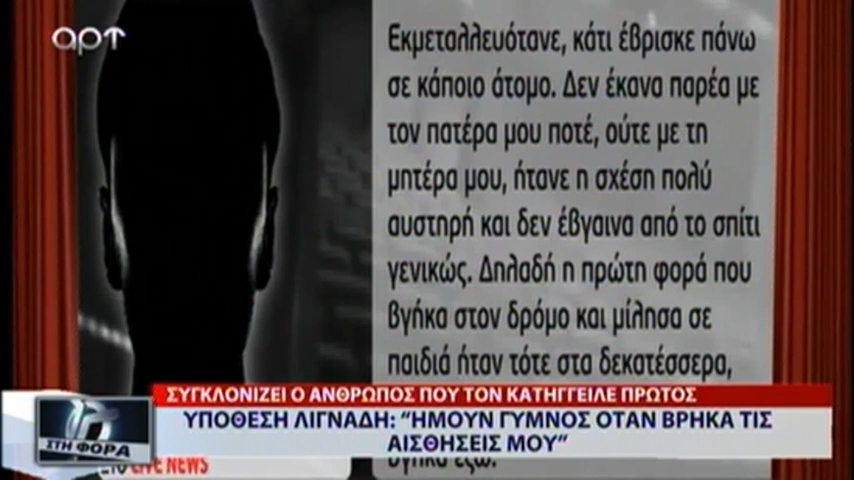 αρτ
Εκμεταλλευότανε, κάτι έβρισκε πάνω
σε κάποιο άτομο. Δεν έκανα παρέα με
τον πατέρα μου ποτέ, ούτε με τη
μητέρα μου, ήτανε η σχέση πολύ
αυστηρή και δεν έβγαινα από το σπίτι
γενικώς. Δηλαδή η πρώτη φορά που
βγήκα στον δρόμο και μίλησα σε
παιδιά ήταν τότε στα δεκατέσσερα,
ΣΥΓΚΛΟΝΙΖΕΙ Ο ΑΝΘΡΩΠΟΣ ΠΟΥ ΤΟΝ ΚΑΤΗΓΓΕΙΛΕ ΠΡΩΤΟΣ
ΥΠΟΘΕΣΗ ΛΙΓΝΑΔΗ: “ΗΜΟΥΝ ΓΥΜΝΟΣ ΟΤΑΝ ΒΡΗΚΑ ΤΙΣ
ΑΙΣΘΗΣΕΙΣ ΜΟΥ”
ΣΤΗ ΦΟΡΑ
LIVE NEWS
έξω.